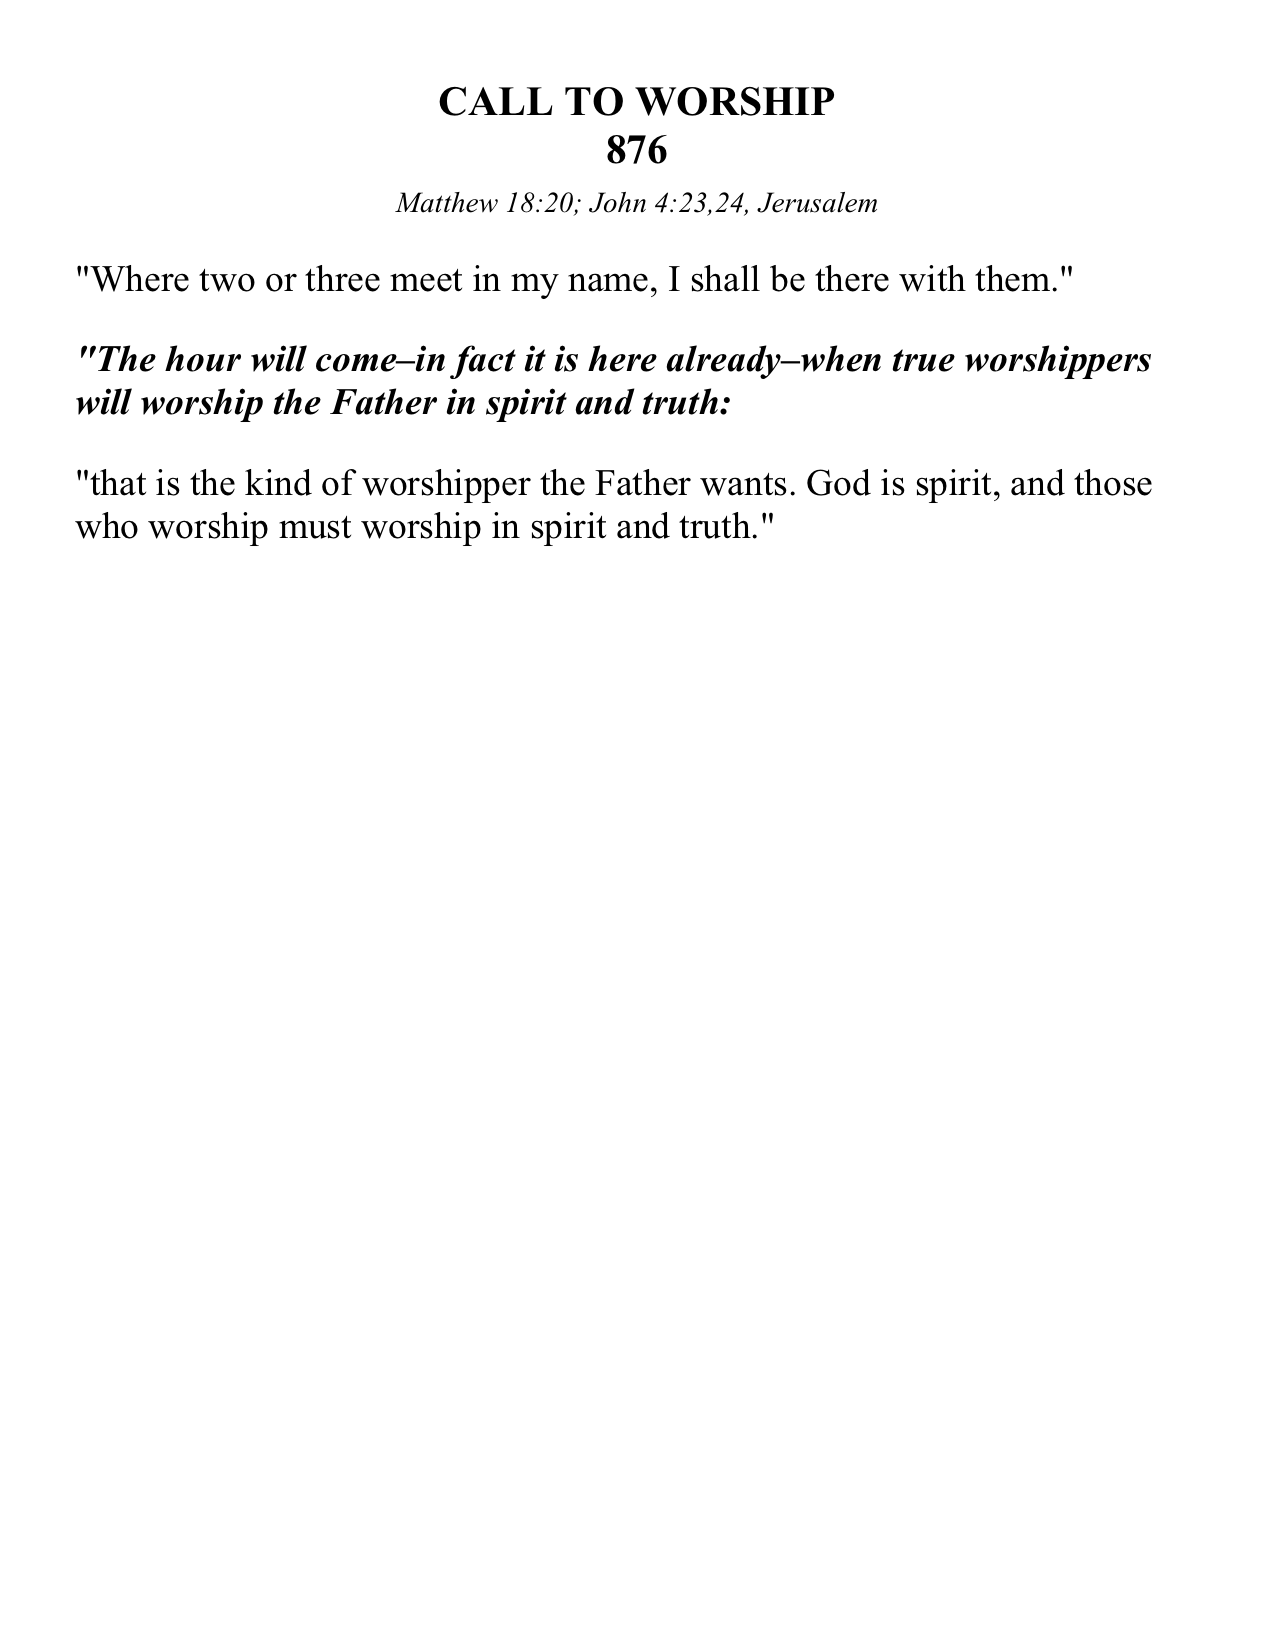 CALL TO WORSHIP
876
Matthew 18:20; John 4:23,24, Jerusalem
"Where two or three meet in my name, I shall be there with them."
"The hour will come–in fact it is here already–when true worshippers
will worship the Father in spirit and truth:
"that is the kind of worshipper the Father wants. God is spirit, and those
who worship must worship in spirit and truth."